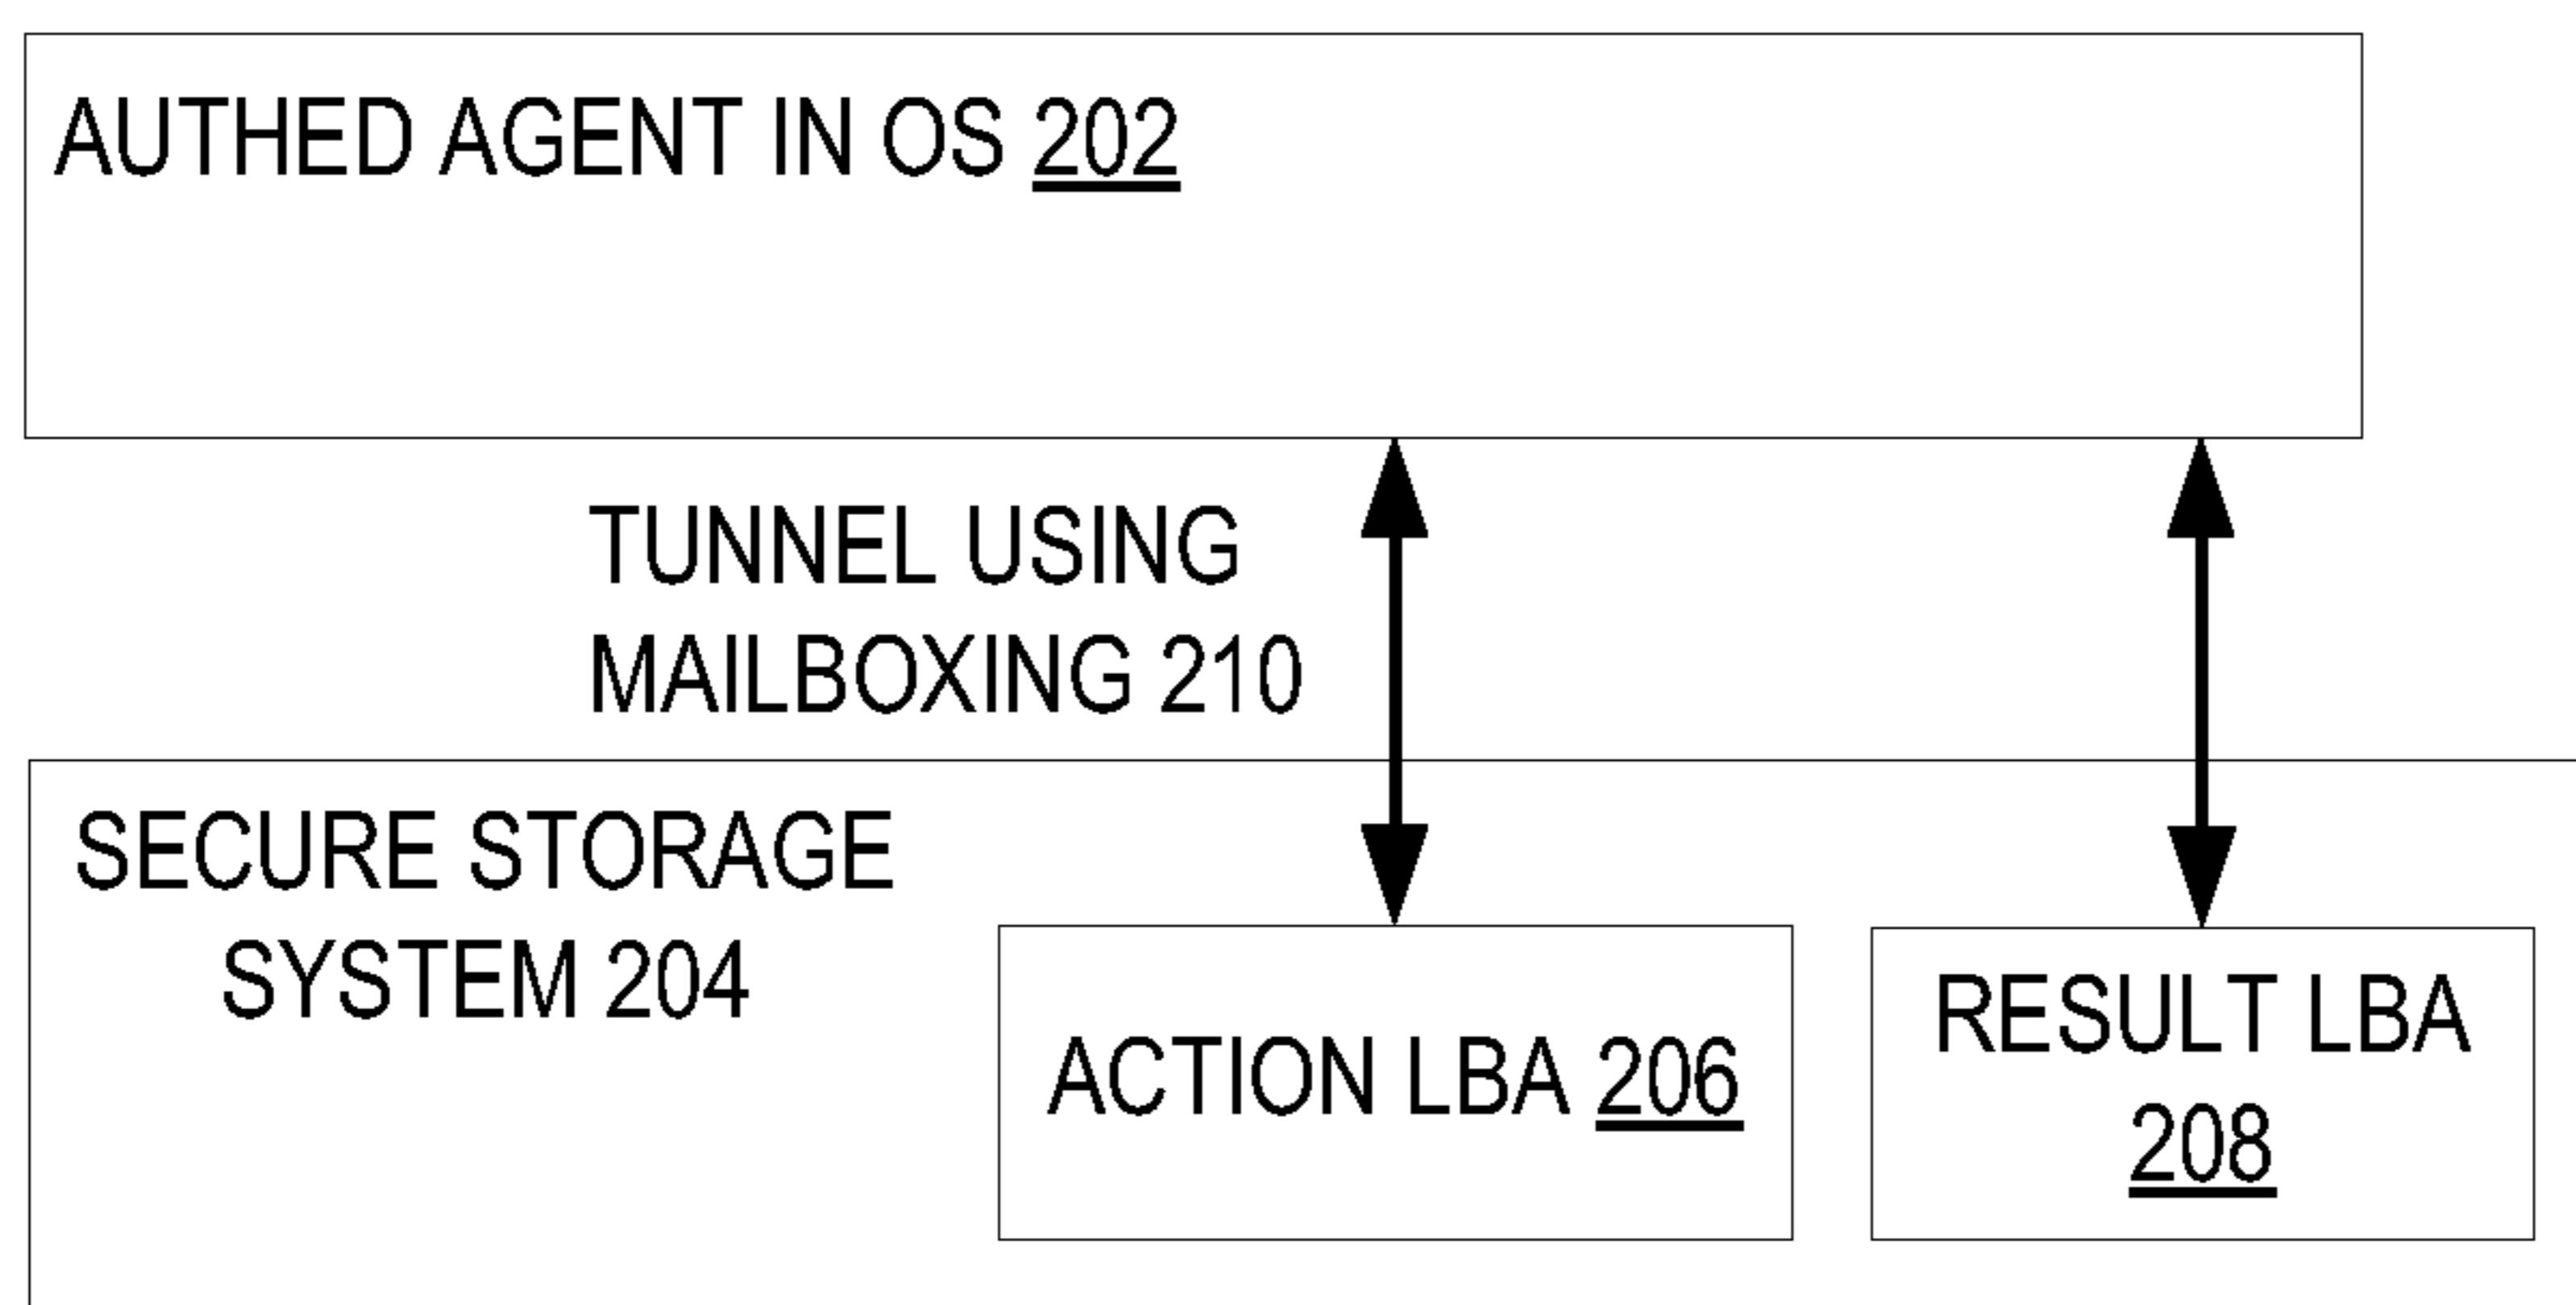 AUTHED AGENT IN OS 202
TUNNEL USING
MAILBOXING 210
SECURE STORAGE
SYSTEM 204
ACTION LBA 206
RESULT LBA
208